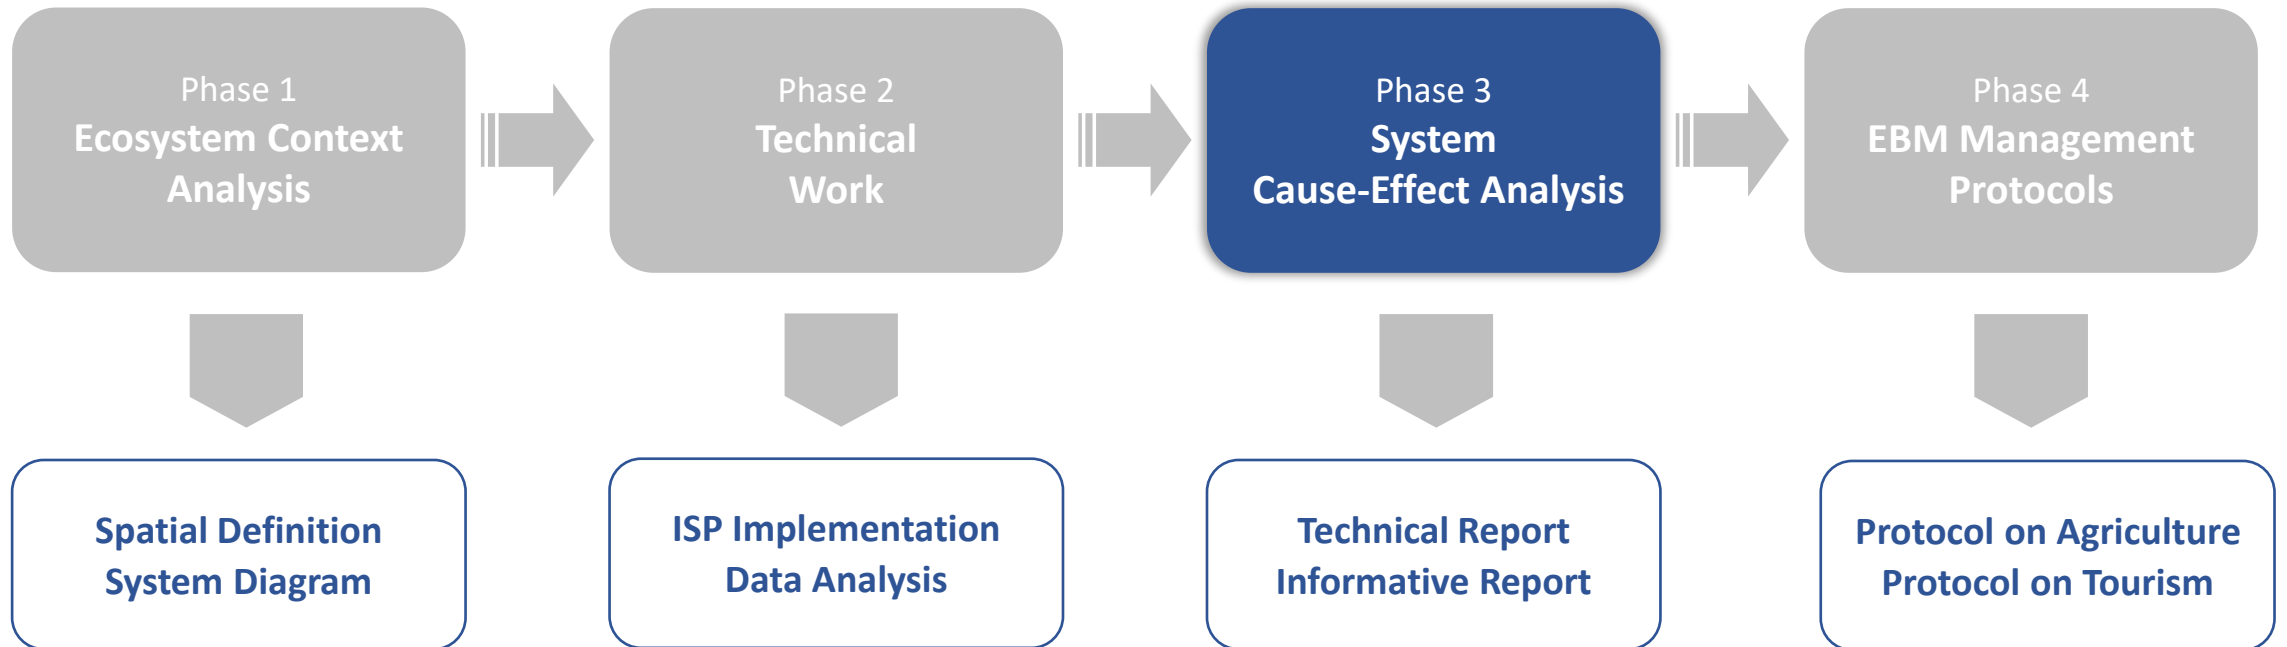 Phase 1
Ecosystem Context
Analysis
Phase 2
Technical
Work
Phase 3
System
Cause-Effect Analysis
Phase 4
EBM Management
Protocols
Spatial Definition
System Diagram
ISP Implementation
Data Analysis
Technical Report
Informative Report
Protocol on Agriculture
Protocol on Tourism